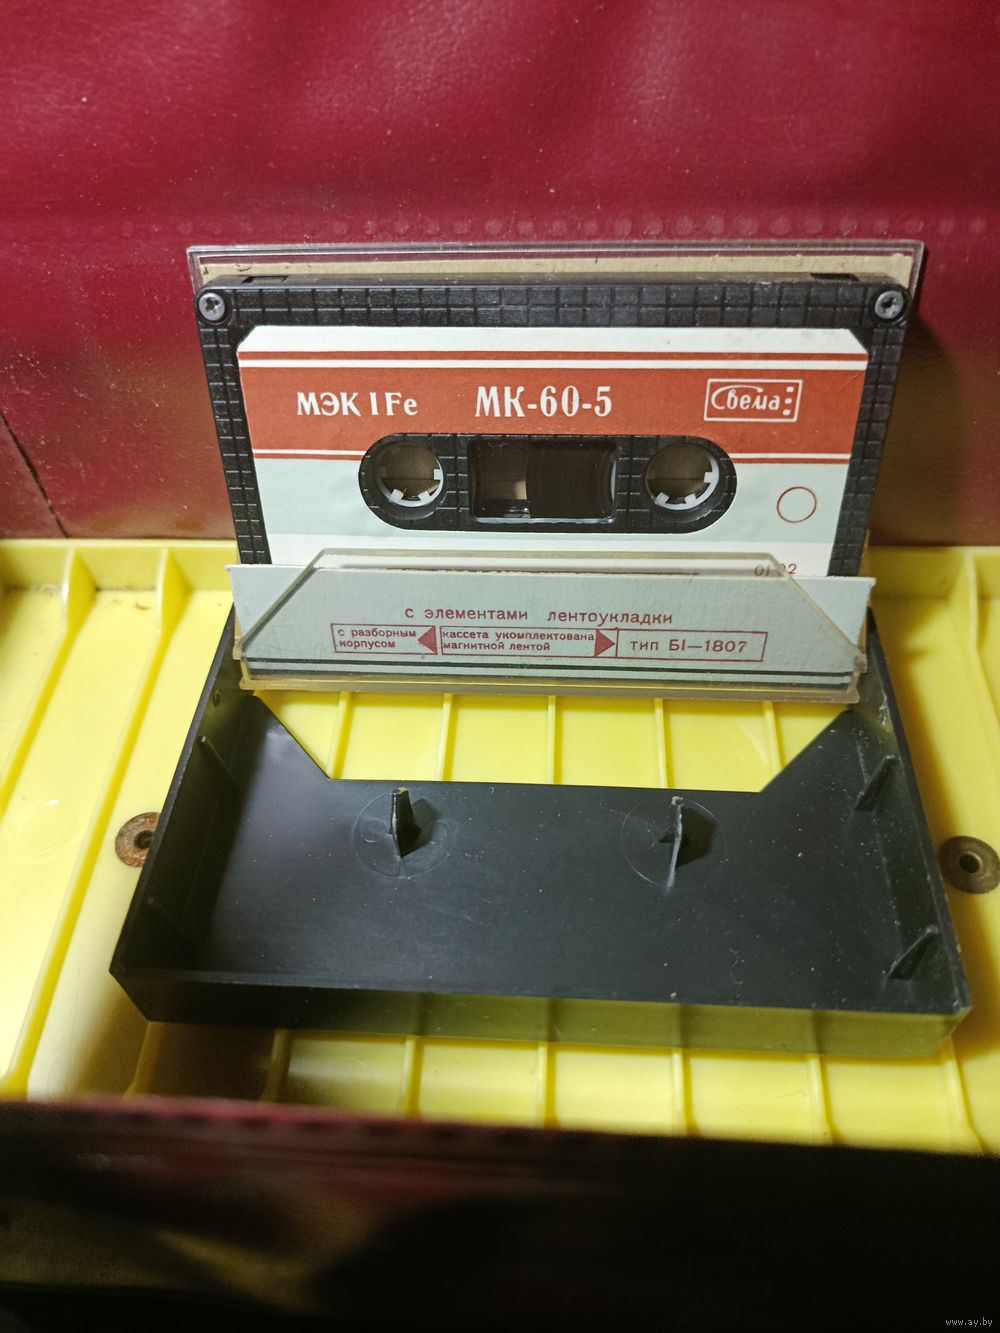 МЭК I Fe МК-60-5 Свема
с элементами лентоукладки
с разборным корпусом
кассета укомплектована магнитной лентой
тип БI—1807
www.ay.by